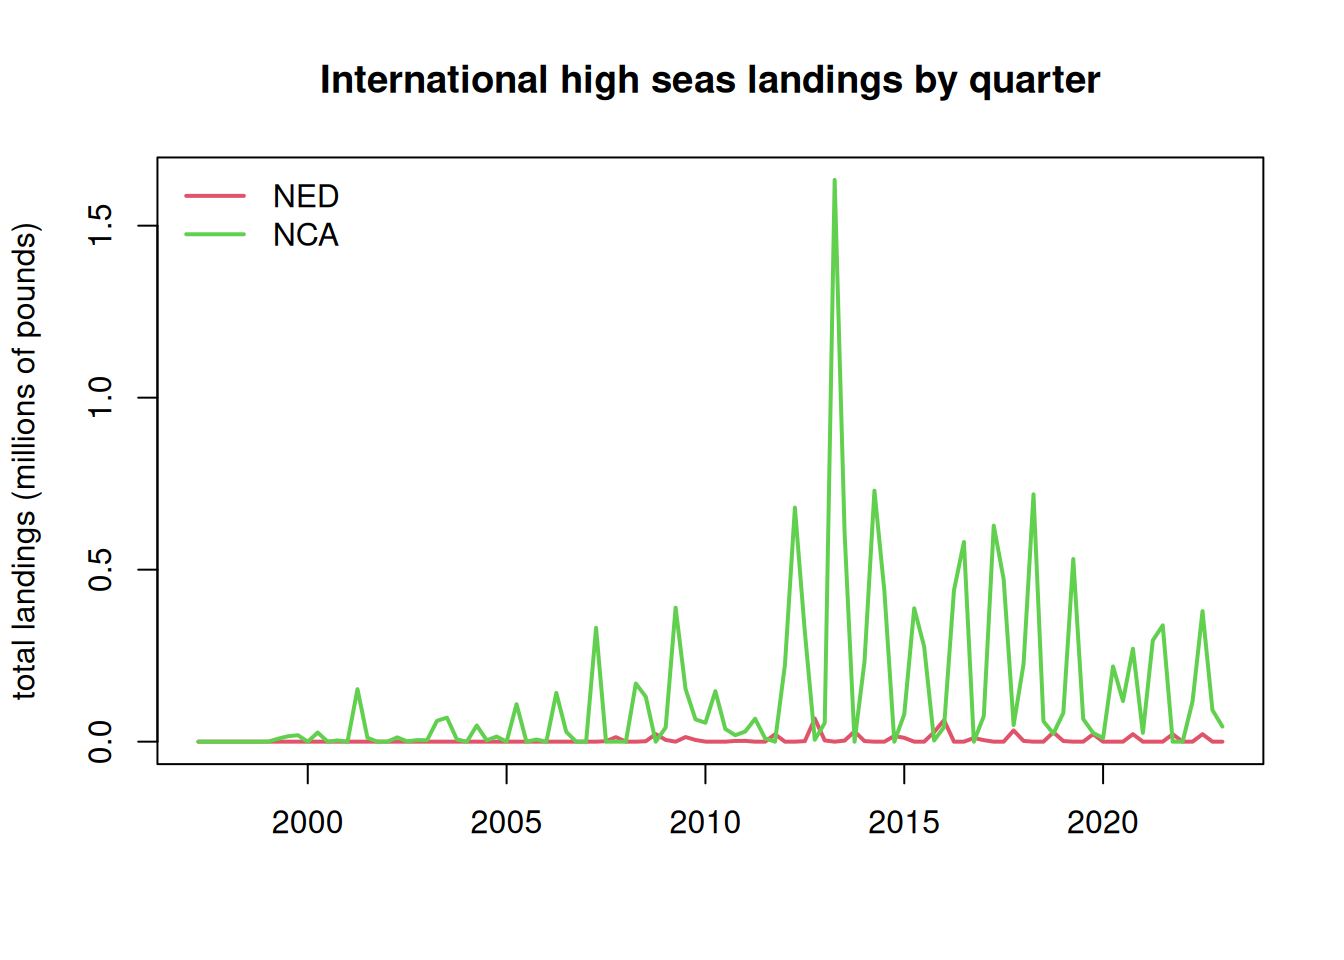 International high seas landings by quarter
NED
NCA
total landings (millions of pounds)
1.5
1.0
0.5
0.0
2000 2005 2010 2015 2020